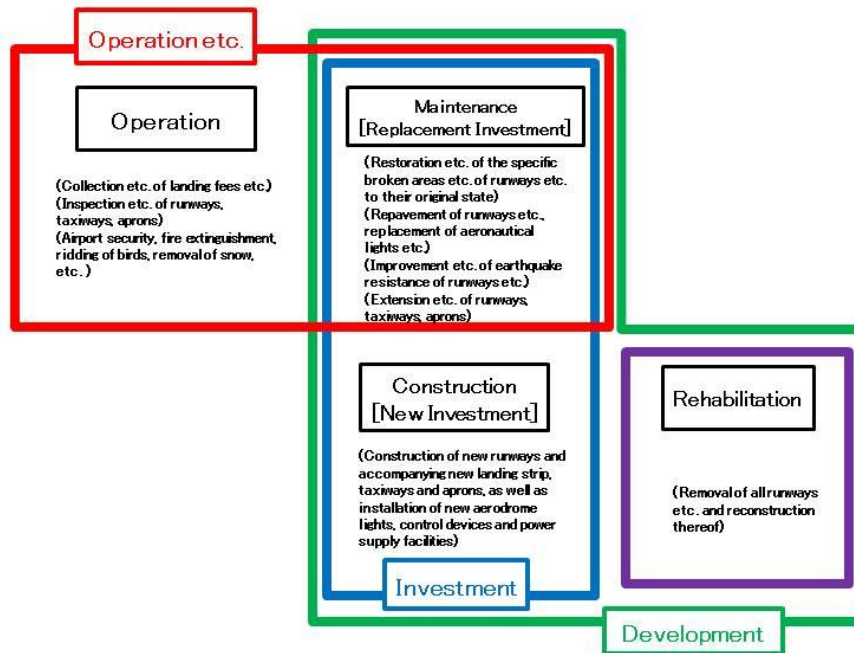 Operation etc.
Operation
(Collection etc. of landing fees etc.)
(Inspection etc. of runways,
taxiways, aprons)
(Airport security, fire extinguishment,
ridding of birds, removal of snow,
etc.)
Maintenance
[Replacement Investment]
(Restoration etc. of the specific
broken areas etc. of runways etc.
to their original state)
(Repavement of runways etc.,
replacement of aeronautical
lights etc.)
(Improvement etc. of earthquake
resistance of runways etc.)
(Extension etc. of runways,
taxiways, aprons)
Construction
[New Investment]
(Construction of new runways and
accompanying new landing strip,
taxiways and aprons, as well as
installation of new aerodrome
lights, control devices and power
supply facilities)
Rehabilitation
(Removal of all runways
etc. and reconstruction
thereof)
Investment
Development